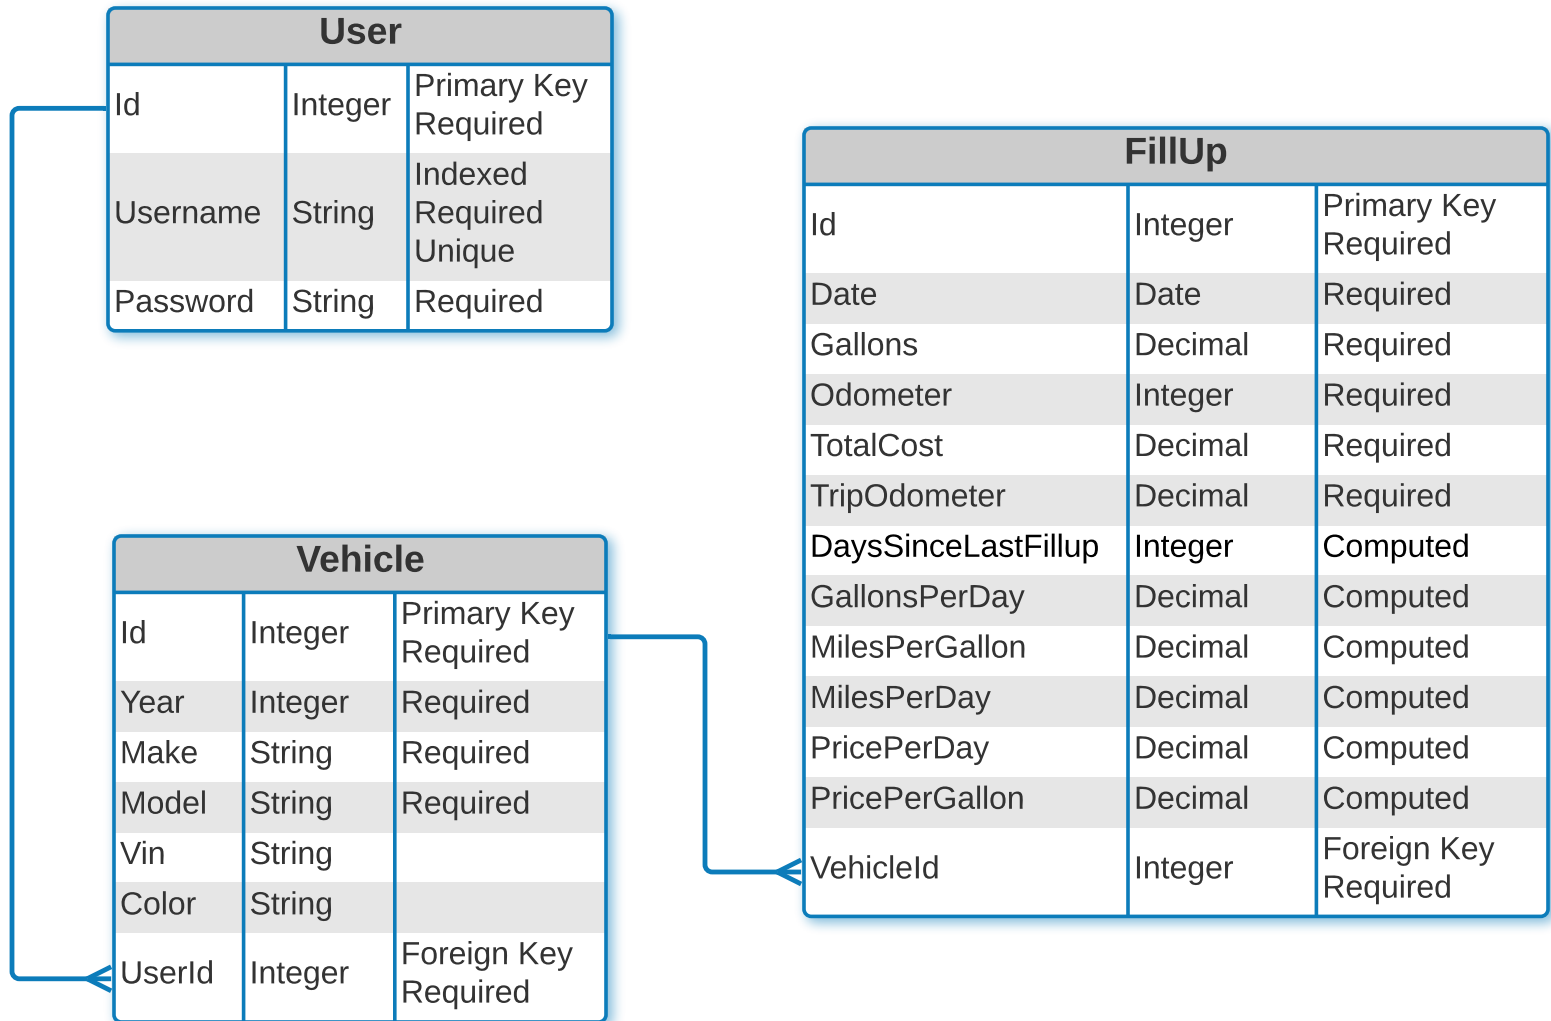 User
Id Integer Primary Key
Required
Username String Indexed
Required
Unique
Password String Required
Vehicle
Id Integer Primary Key
Required
Year Integer Required
Make String Required
Model String Required
Vin String
Color String
UserId Integer Foreign Key
Required
FillUp
Id Integer Primary Key
Required
Date Date Required
Gallons Decimal Required
Odometer Integer Required
TotalCost Decimal Required
TripOdometer Decimal Required
DaysSinceLastFillup Integer Computed
GallonsPerDay Decimal Computed
MilesPerGallon Decimal Computed
MilesPerDay Decimal Computed
PricePerDay Decimal Computed
PricePerGallon Decimal Computed
VehicleId Integer Foreign Key
Required